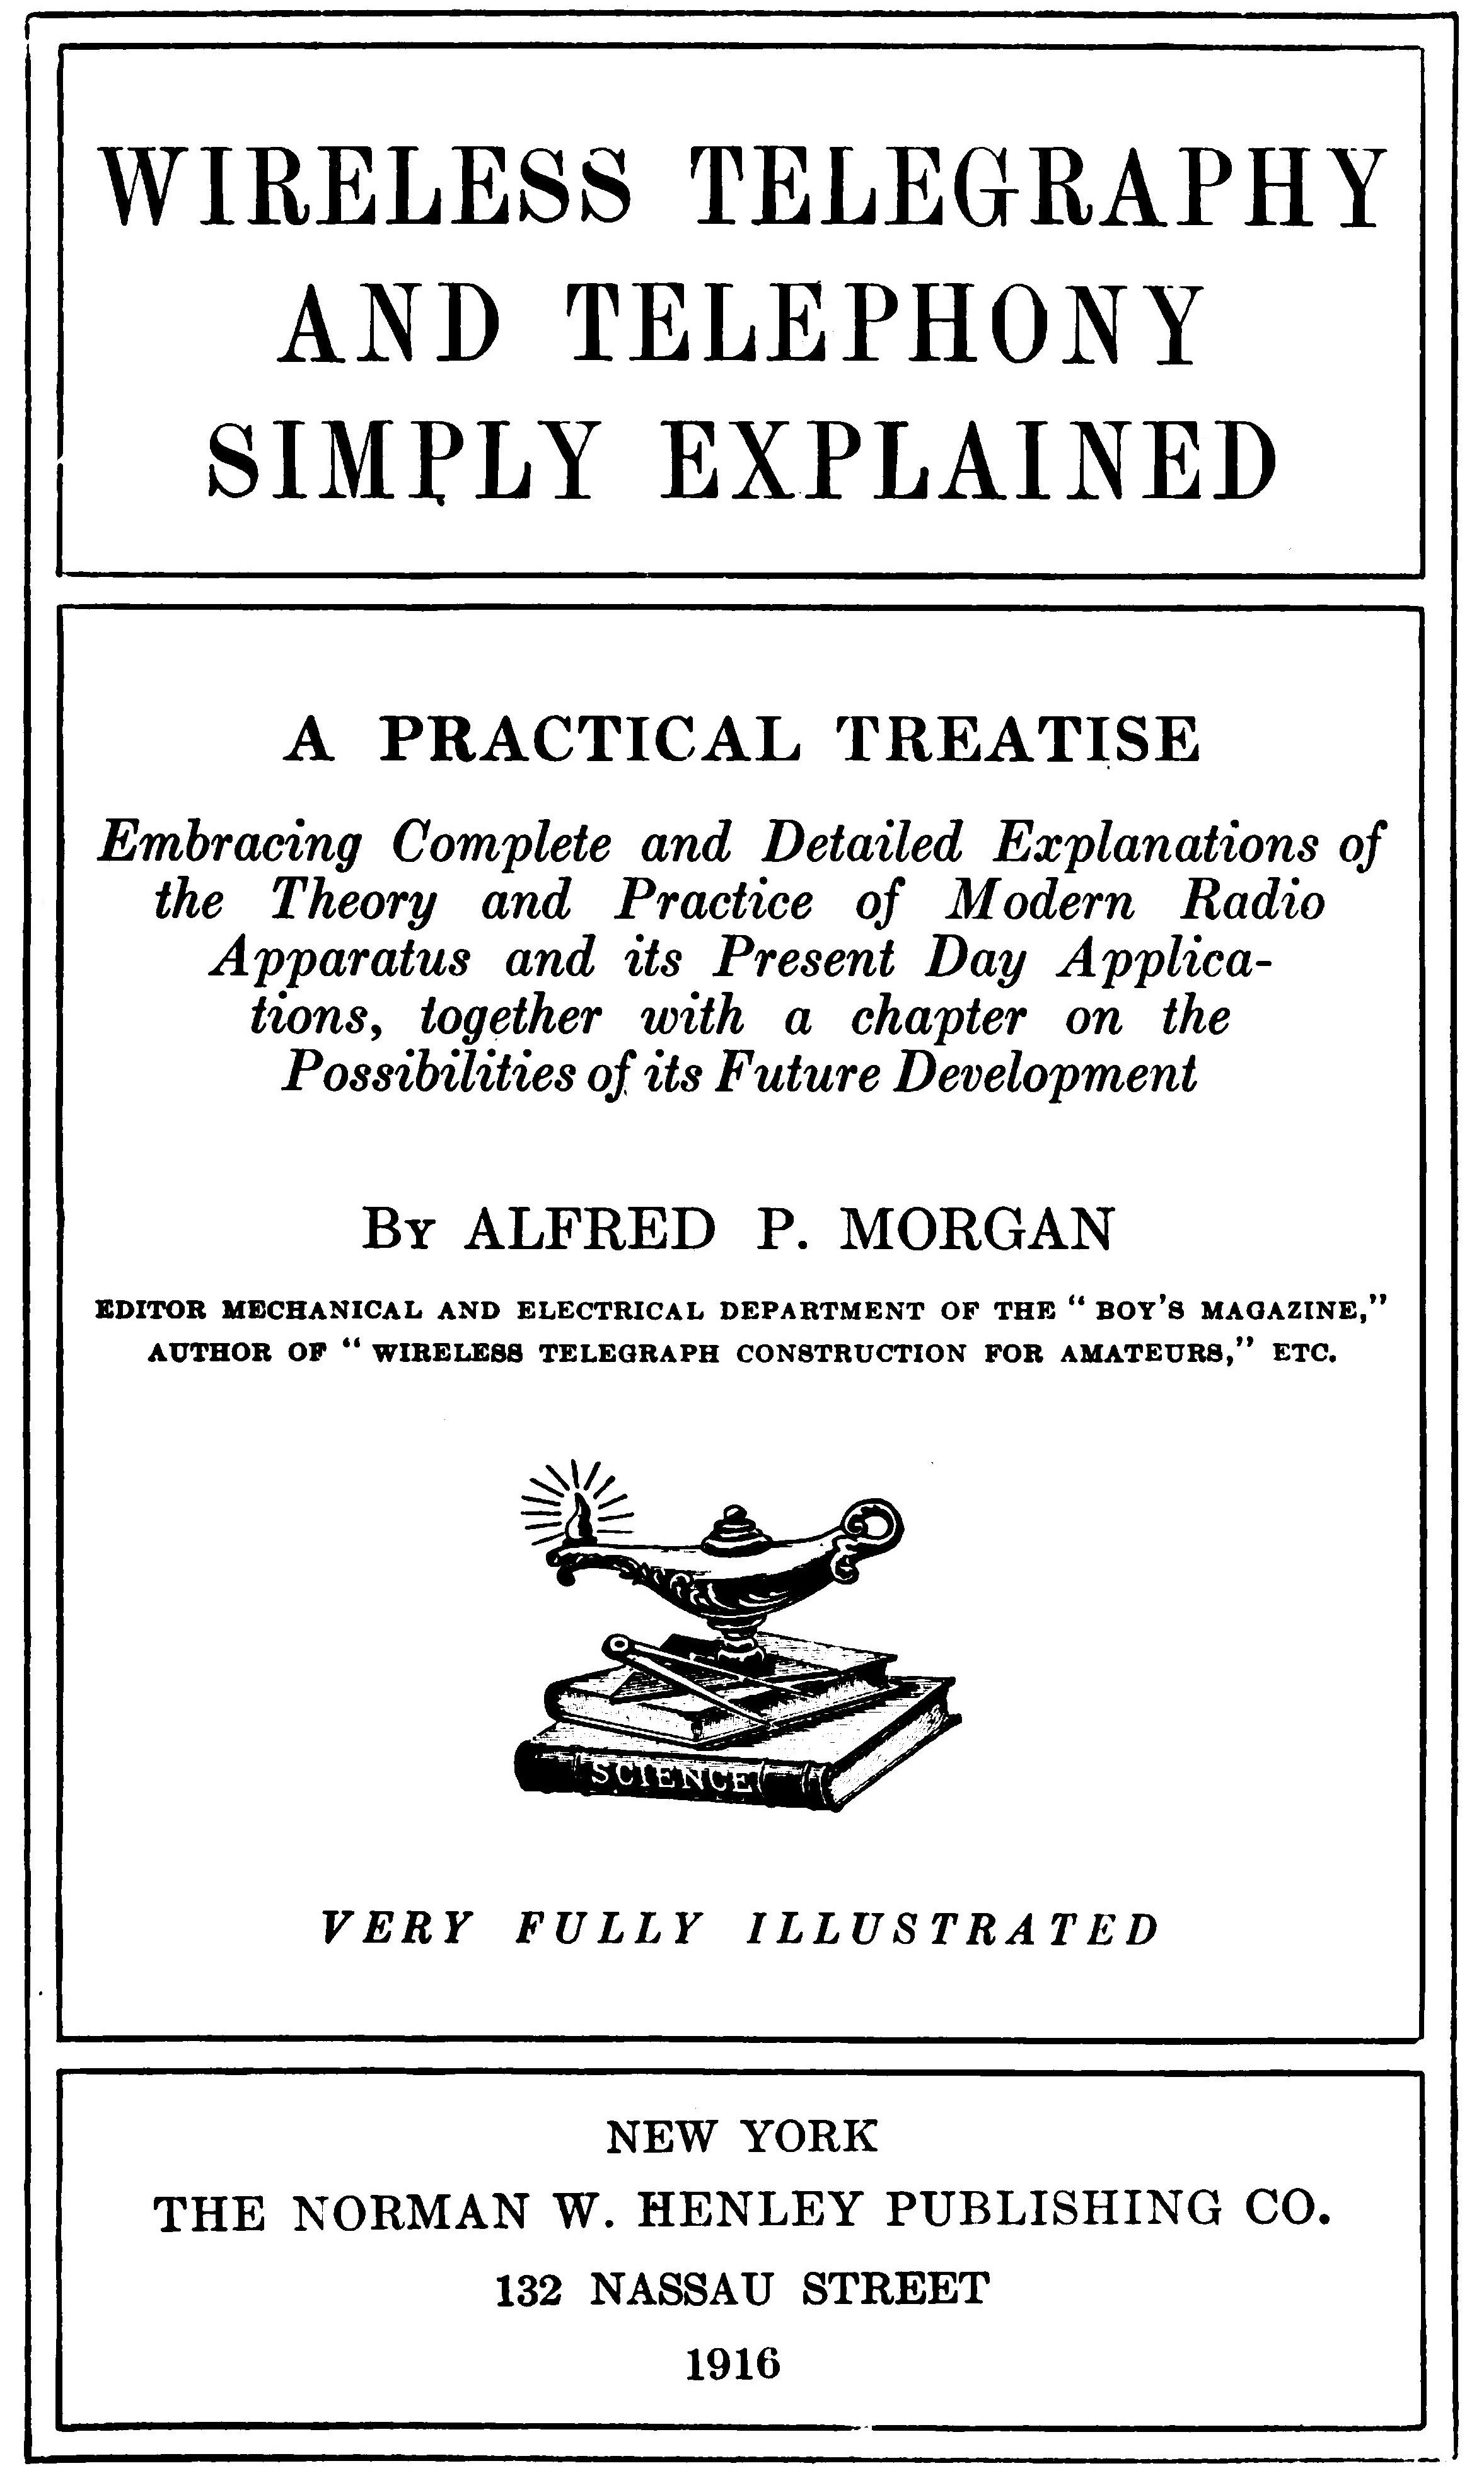 WIRELESS TELEGRAPHY
AND TELEPHONY
SIMPLY EXPLAINED
A PRACTICAL TREATISE
Embracing Complete and Detailed Explanations of
the Theory and Practice of Modern Radio
Apparatus and its Present Day Applica-
tions, together with a chapter on the
Possibilities of its Future Development
By ALFRED P. MORGAN
EDITOR MECHANICAL AND ELECTRICAL DEPARTMENT OF THE “ BOY’S MAGAZINE,”
AUTHOR OF “ WIRELESS TELEGRAPH CONSTRUCTION FOR AMATEURS,” ETC.
SCIENCE
VERY FULLY ILLUSTRATED
NEW YORK
THE NORMAN W. HENLEY PUBLISHING CO.
132 NASSAU STREET
1916